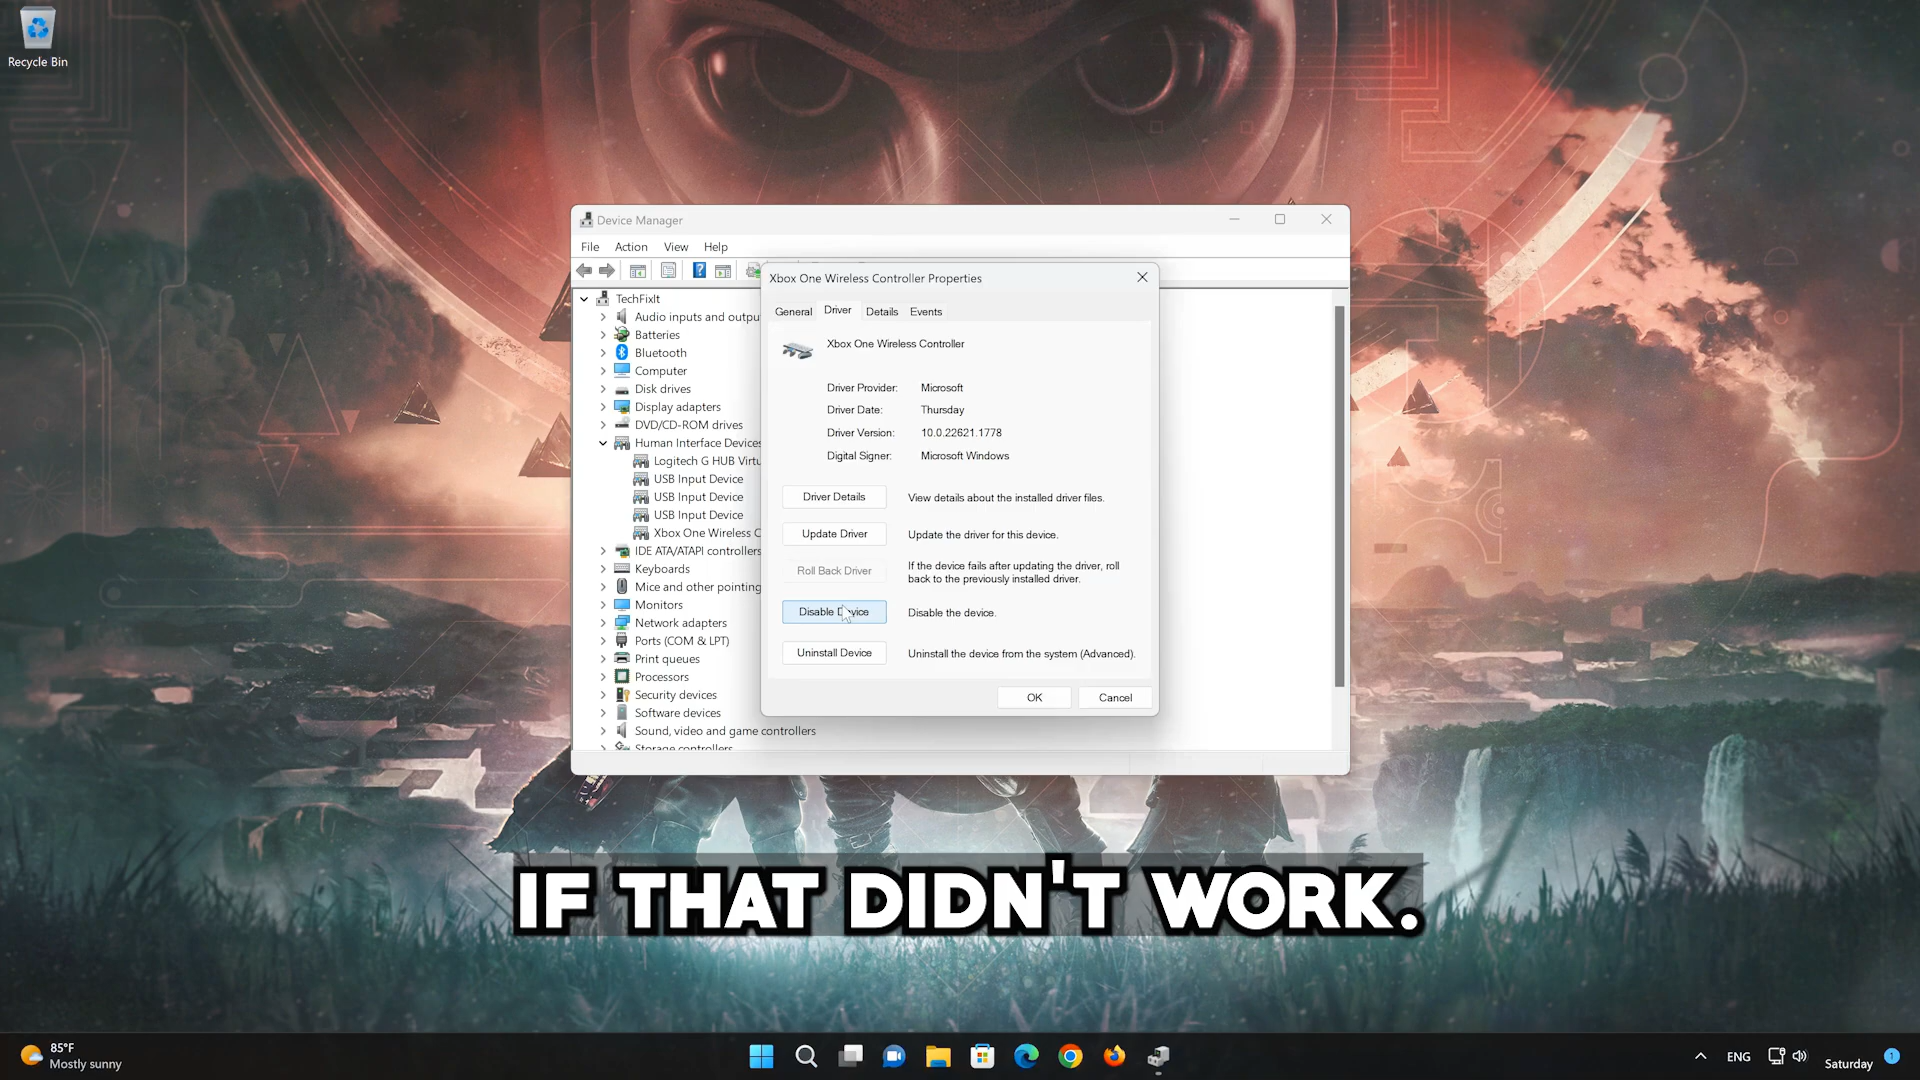 Recycle Bin
Device Manager
File Action View Help
TechFixIt
Audio inputs and outpu
Batteries
Bluetooth
Computer
Disk drives
Display adapters
DVD/CD-ROM drives
Human Interface Devices
Logitech G HUB Virtu
USB Input Device
USB Input Device
USB Input Device
Xbox One Wireless C
IDE ATA/ATAPI controllers
Keyboards
Mice and other pointing
Monitors
Network adapters
Ports (COM & LPT)
Print queues
Processors
Security devices
Software devices
Sound, video and game controllers
Storage controllers
Xbox One Wireless Controller Properties
General Driver Details Events
Xbox One Wireless Controller
Driver Provider: Microsoft
Driver Date: Thursday
Driver Version: 10.0.22621.1778
Digital Signer: Microsoft Windows
Driver Details View details about the installed driver files.
Update Driver Update the driver for this device.
Roll Back Driver If the device fails after updating the driver, roll
back to the previously installed driver.
Disable Device Disable the device.
Uninstall Device Uninstall the device from the system (Advanced).
OK Cancel
IF THAT DIDN'T WORK.
85°F
Mostly sunny
ENG
Saturday
1